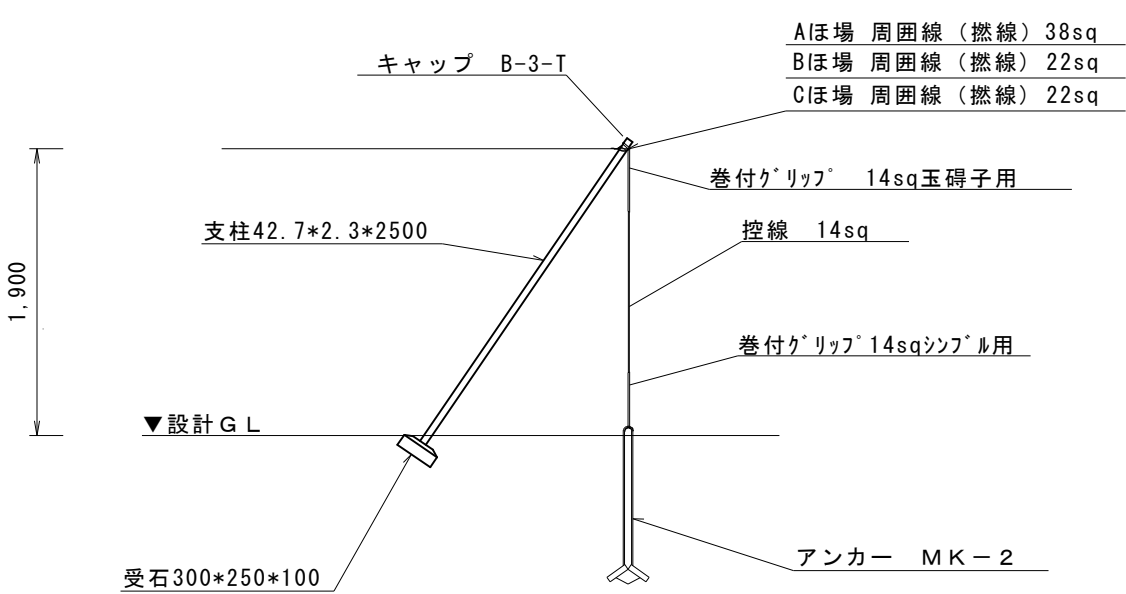 Aほ場 周囲線（撚線）38sq
Bほ場 周囲線（撚線）22sq
Cほ場 周囲線（撚線）22sq
キャップ B-3-T
巻付ｸﾞﾘｯﾌﾟ 14sq玉碍子用
支柱42.7*2.3*2500
控線 14sq
1,900
巻付ｸﾞﾘｯﾌﾟ14sqｼﾝﾌﾞﾙ用
▼設計ＧＬ
アンカー ＭＫ－２
受石300*250*100